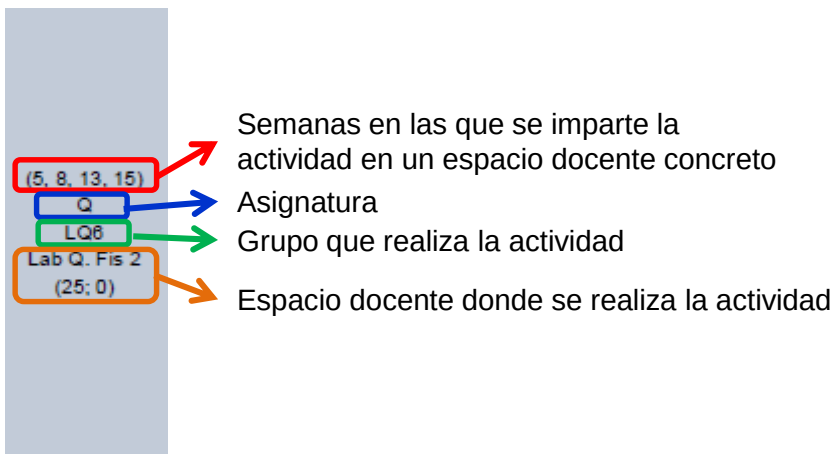 Semanas en las que se imparte la
actividad en un espacio docente concreto
(5, 8, 13, 15)
Q
Asignatura
LQ6
Grupo que realiza la actividad
Lab Q. Fis 2
(25; 0)
Espacio docente donde se realiza la actividad